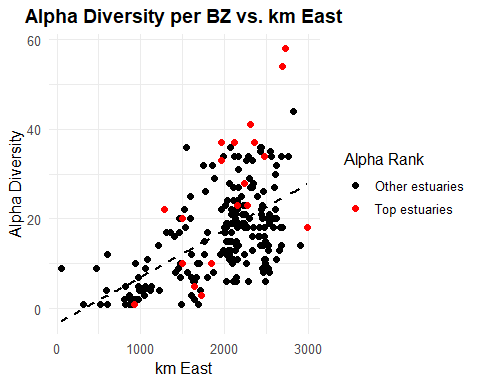 Alpha Diversity per BZ vs. km East
60
40
20
0
Alpha Diversity
0 1000 2000 3000
km East
Alpha Rank
Other estuaries
Top estuaries